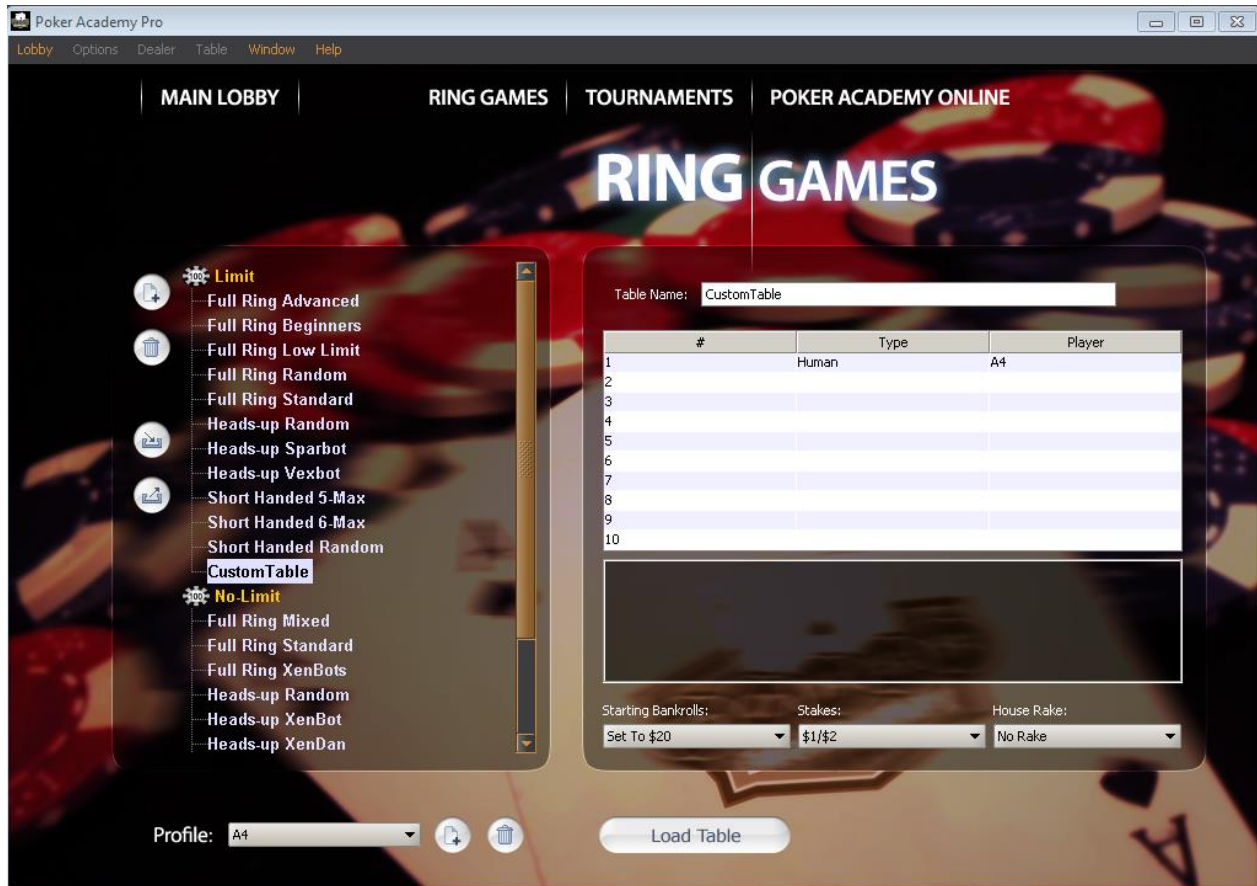 Poker Academy Pro
Lobby Options Dealer Table Window Help
MAIN LOBBY RING GAMES TOURNAMENTS POKER ACADEMY ONLINE
RING GAMES
Limit
Full Ring Advanced
Full Ring Beginners
Full Ring Low Limit
Full Ring Random
Full Ring Standard
Heads-up Random
Heads-up Sparbot
Heads-up Vexbot
Short Handed 5-Max
Short Handed 6-Max
Short Handed Random
CustomTable
No-Limit
Full Ring Mixed
Full Ring Standard
Full Ring XenBots
Heads-up Random
Heads-up XenBot
Heads-up XenDan
Table Name: CustomTable
# Type Player
1 Human A4
2
3
4
5
6
7
8
9
10
Starting Bankrolls: Stakes: House Rake:
Set To $20 $1/$2 No Rake
Profile: A4
Load Table
A